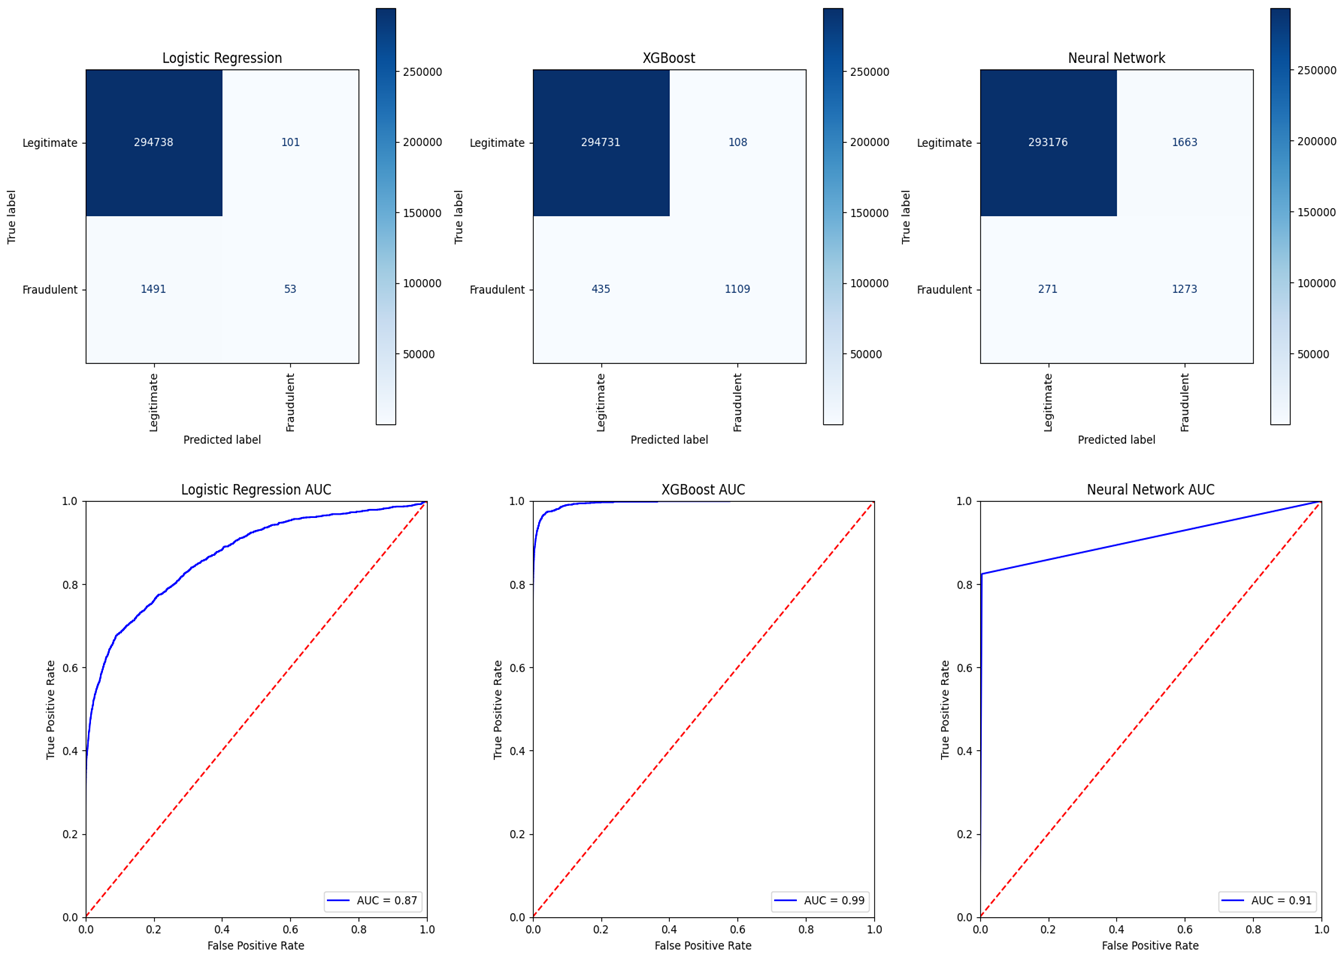 Logistic Regression
True label
Legitimate
Fraudulent
294738
101
1491
53
Legitimate
Fraudulent
Predicted label
250000
200000
150000
100000
50000
XGBoost
True label
Legitimate
Fraudulent
294731
108
435
1109
Legitimate
Fraudulent
Predicted label
250000
200000
150000
100000
50000
Neural Network
True label
Legitimate
Fraudulent
293176
1663
271
1273
Legitimate
Fraudulent
Predicted label
250000
200000
150000
100000
50000
Logistic Regression AUC
True Positive Rate
1.0
0.8
0.6
0.4
0.2
0.0
AUC = 0.87
0.0 0.2 0.4 0.6 0.8 1.0
False Positive Rate
XGBoost AUC
True Positive Rate
1.0
0.8
0.6
0.4
0.2
0.0
AUC = 0.99
0.0 0.2 0.4 0.6 0.8 1.0
False Positive Rate
Neural Network AUC
True Positive Rate
1.0
0.8
0.6
0.4
0.2
0.0
AUC = 0.91
0.0 0.2 0.4 0.6 0.8 1.0
False Positive Rate